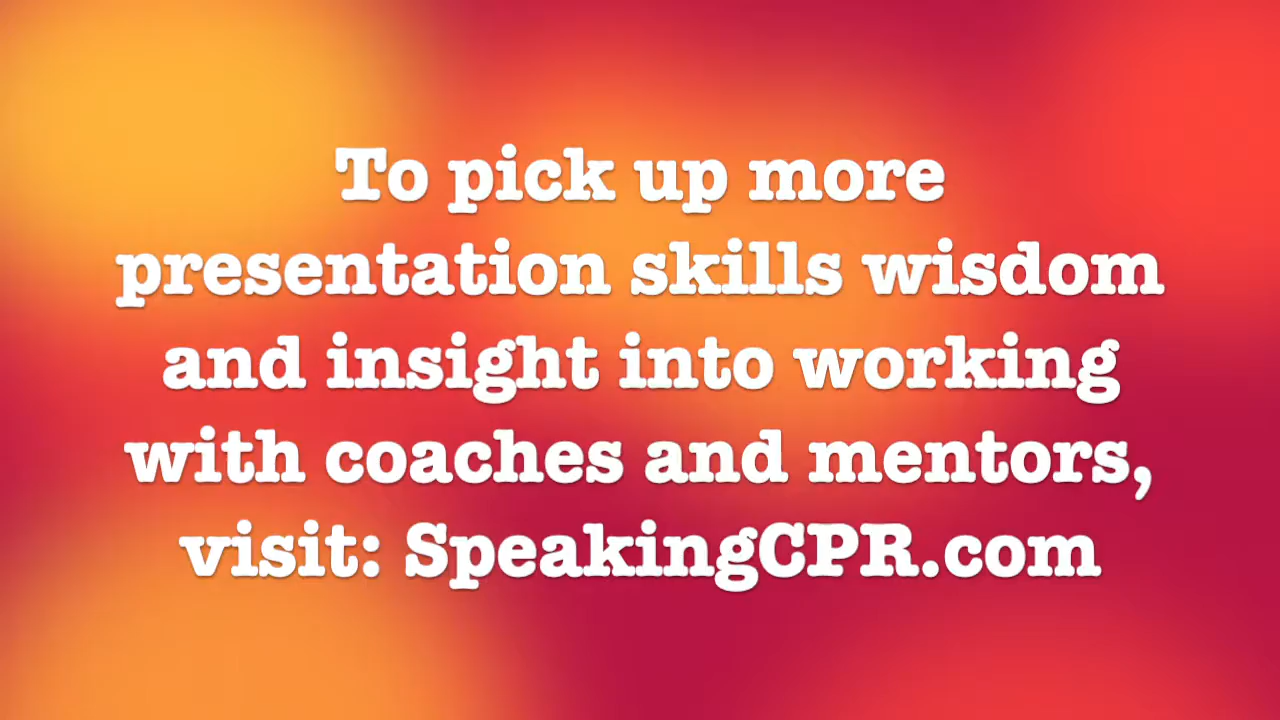 To pick up more
presentation skills wisdom
and insight into working
with coaches and mentors,
visit: SpeakingCPR.com